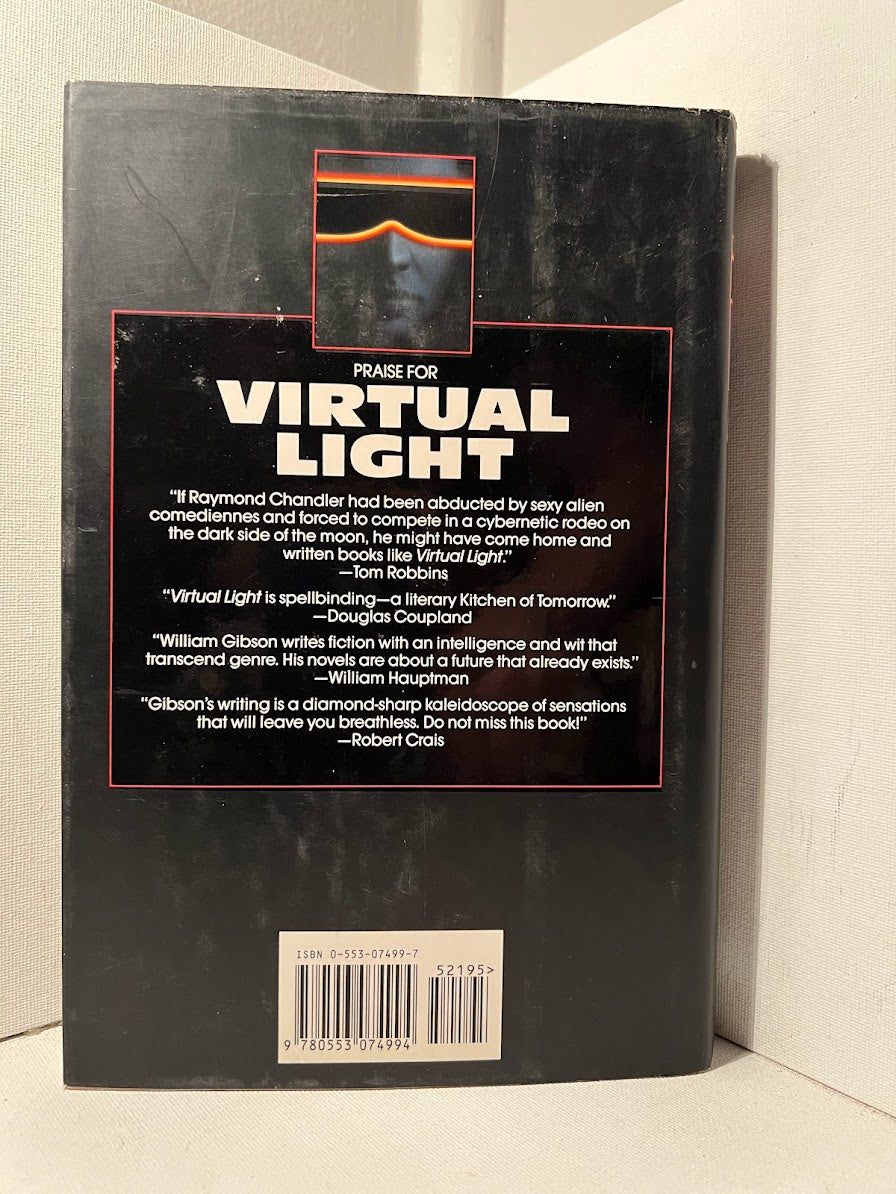 PRAISE FOR
VIRTUAL
LIGHT
“If Raymond Chandler had been abducted by sexy alien
comediennes and forced to compete in a cybernetic rodeo on
the dark side of the moon, he might have come home and
written books like Virtual Light.”
—Tom Robbins
“Virtual Light is spellbinding—a literary Kitchen of Tomorrow.”
—Douglas Coupland
“William Gibson writes fiction with an intelligence and wit that
transcend genre. His novels are about a future that already exists.”
—William Hauptman
“Gibson’s writing is a diamond-sharp kaleidoscope of sensations
that will leave you breathless. Do not miss this book!”
—Robert Crais
ISBN 0-553-07499-7
52195>
9 780553 074994